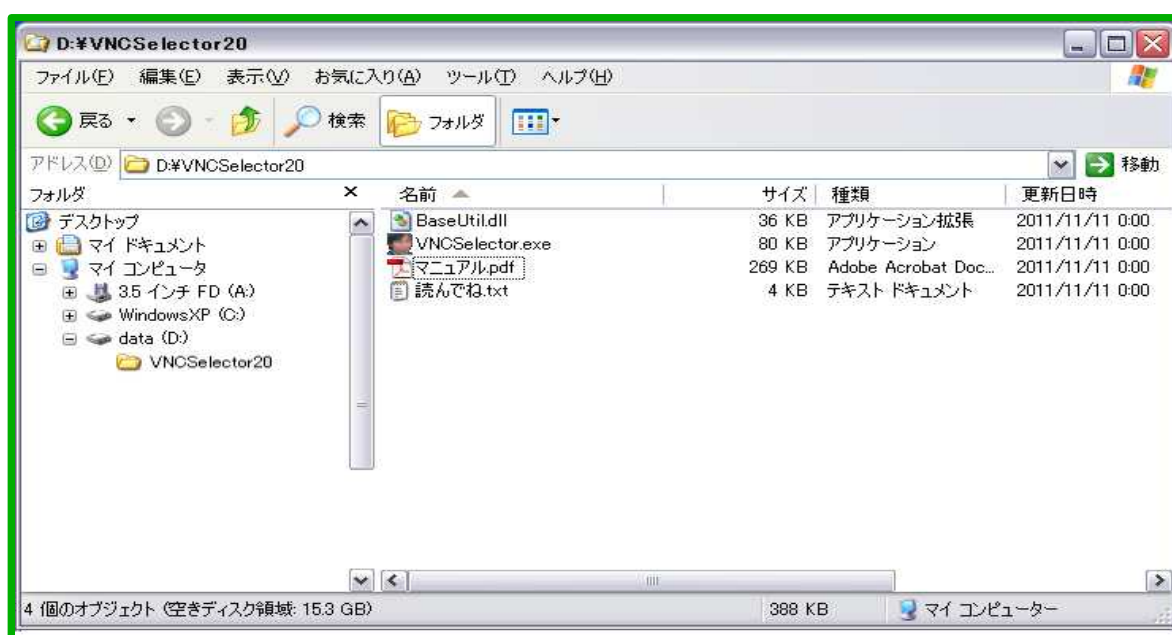 D:¥VNCSelector20
ファイル(F) 編集(E) 表示(V) お気に入り(A) ツール(T) ヘルプ(H)
戻る 検索 フォルダ
アドレス(D) D:¥VNCSelector20 移動
フォルダ × 名前 サイズ 種類 更新日時
デスクトップ BaseUtil.dll 36 KB アプリケーション拡張 2011/11/11 0:00
マイ ドキュメント VNCSelector.exe 80 KB アプリケーション 2011/11/11 0:00
マイ コンピュータ マニュアル.pdf 269 KB Adobe Acrobat Doc... 2011/11/11 0:00
3.5 インチ FD (A:) 読んでね.txt 4 KB テキスト ドキュメント 2011/11/11 0:00
WindowsXP (C:)
data (D:)
VNCSelector20
4 個のオブジェクト (空きディスク領域: 15.3 GB) 388 KB マイ コンピューター